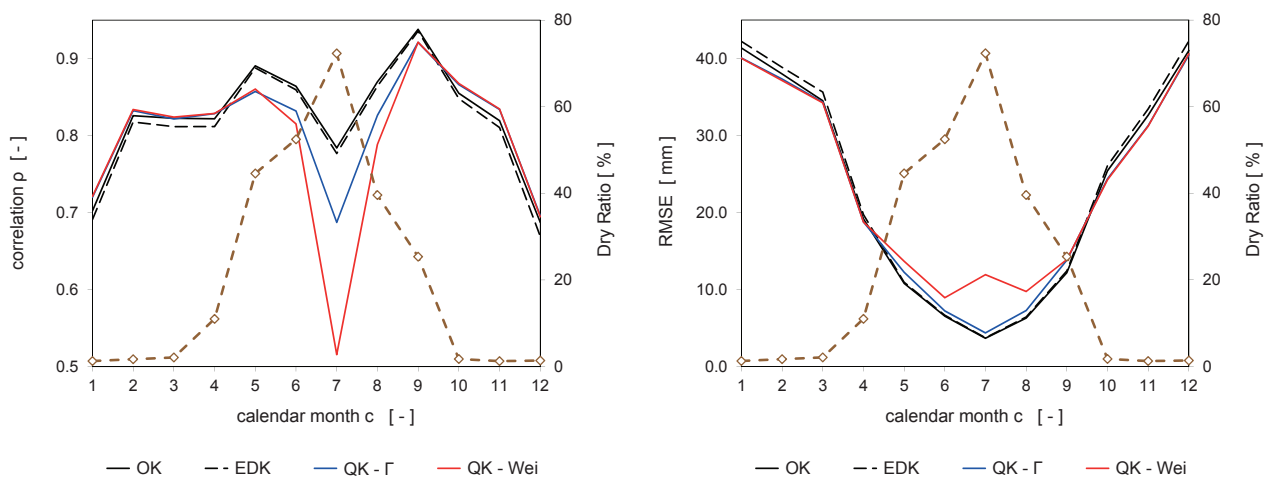 0.9
0.8
0.7
0.6
0.5
correlation ρ [ - ]
80
60
40
20
0
Dry Ratio [ % ]
1 2 3 4 5 6 7 8 9 10 11 12
calendar month c [ - ]
OK EDK QK - Γ QK - Wei
40.0
30.0
20.0
10.0
0.0
RMSE [ mm ]
80
60
40
20
0
Dry Ratio [ % ]
1 2 3 4 5 6 7 8 9 10 11 12
calendar month c [ - ]
OK EDK QK - Γ QK - Wei